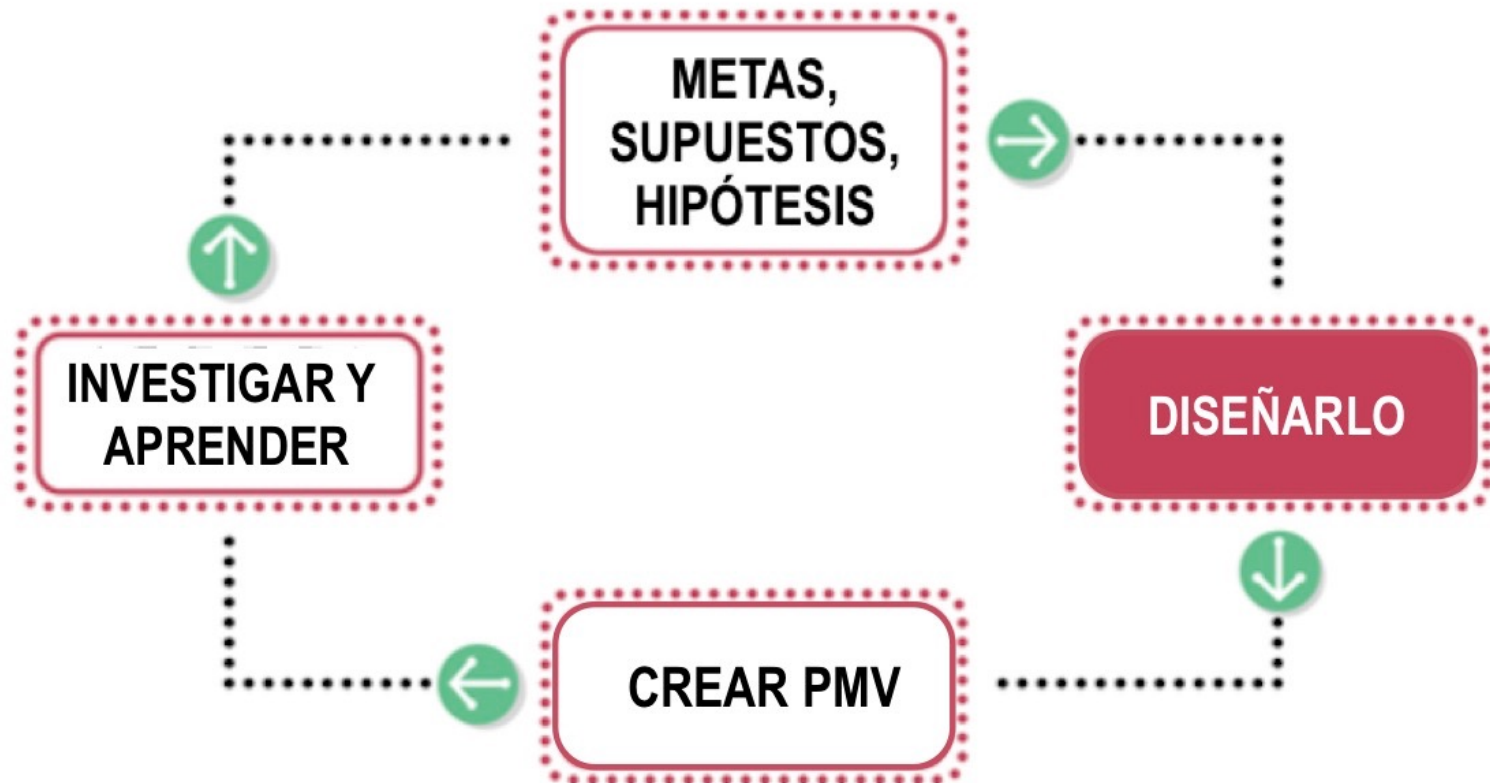 METAS,
SUPUESTOS,
HIPÓTESIS
INVESTIGAR Y
APRENDER
DISEÑARLO
CREAR PMV